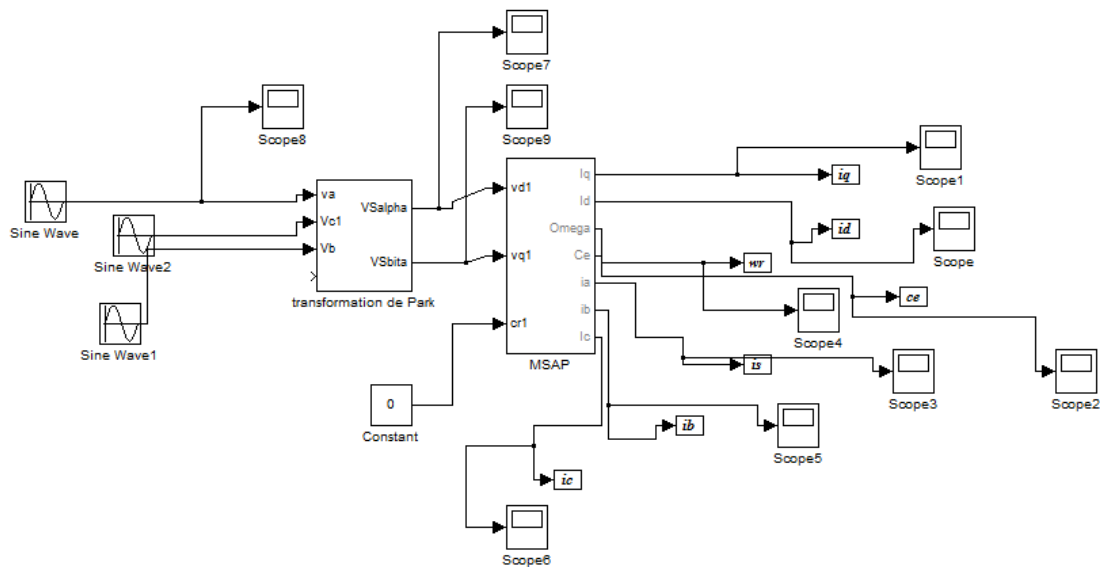 Scope7
Scope8
Scope9
Scope1
Sine Wave
Sine Wave2
Sine Wave1
va
Vc1
Vb
VSalpha
VSbita
transformation de Park
vd1
vq1
cr1
Iq
Id
Omega
Ce
ia
ib
Ic
MSAP
iq
id
Scope
wr
ce
Scope4
is
Scope3
Scope2
0
Constant
ib
Scope5
ic
Scope6